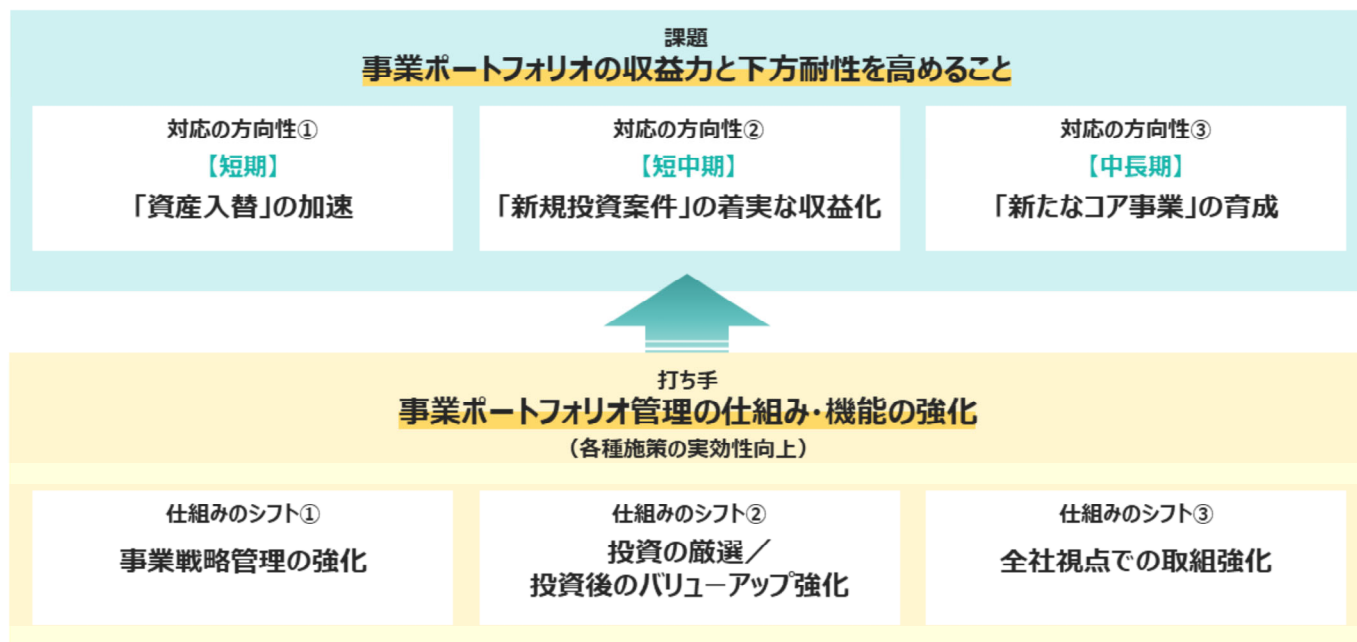 課題
事業ポートフォリオの収益力と下方耐性を高めること
対応の方向性①
【短期】
「資産入替」の加速
対応の方向性②
【短中期】
「新規投資案件」の着実な収益化
対応の方向性③
【中長期】
「新たなコア事業」の育成
打ち手
事業ポートフォリオ管理の仕組み・機能の強化
（各種施策の実効性向上）
仕組みのシフト①
事業戦略管理の強化
仕組みのシフト②
投資の厳選／
投資後のバリューアップ強化
仕組みのシフト③
全社視点での取組強化